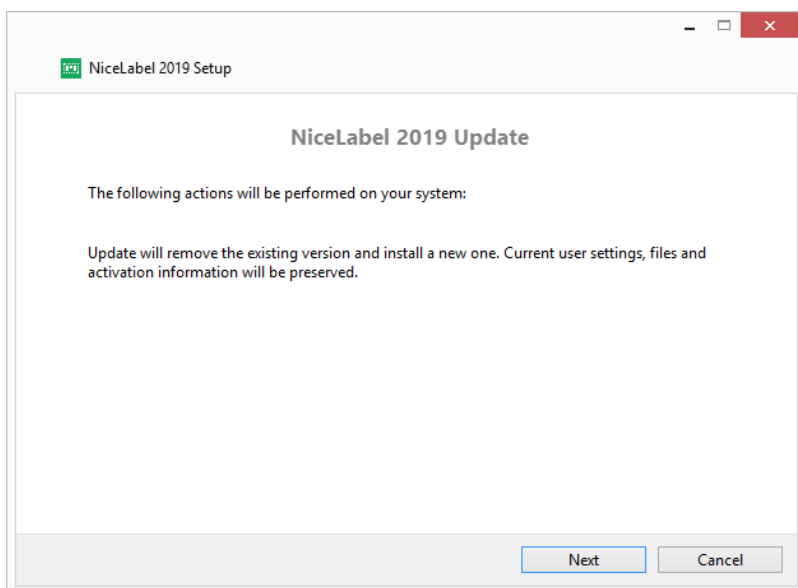 NiceLabel 2019 Setup
NiceLabel 2019 Update
The following actions will be performed on your system:
Update will remove the existing version and install a new one. Current user settings, files and
activation information will be preserved.
Next Cancel